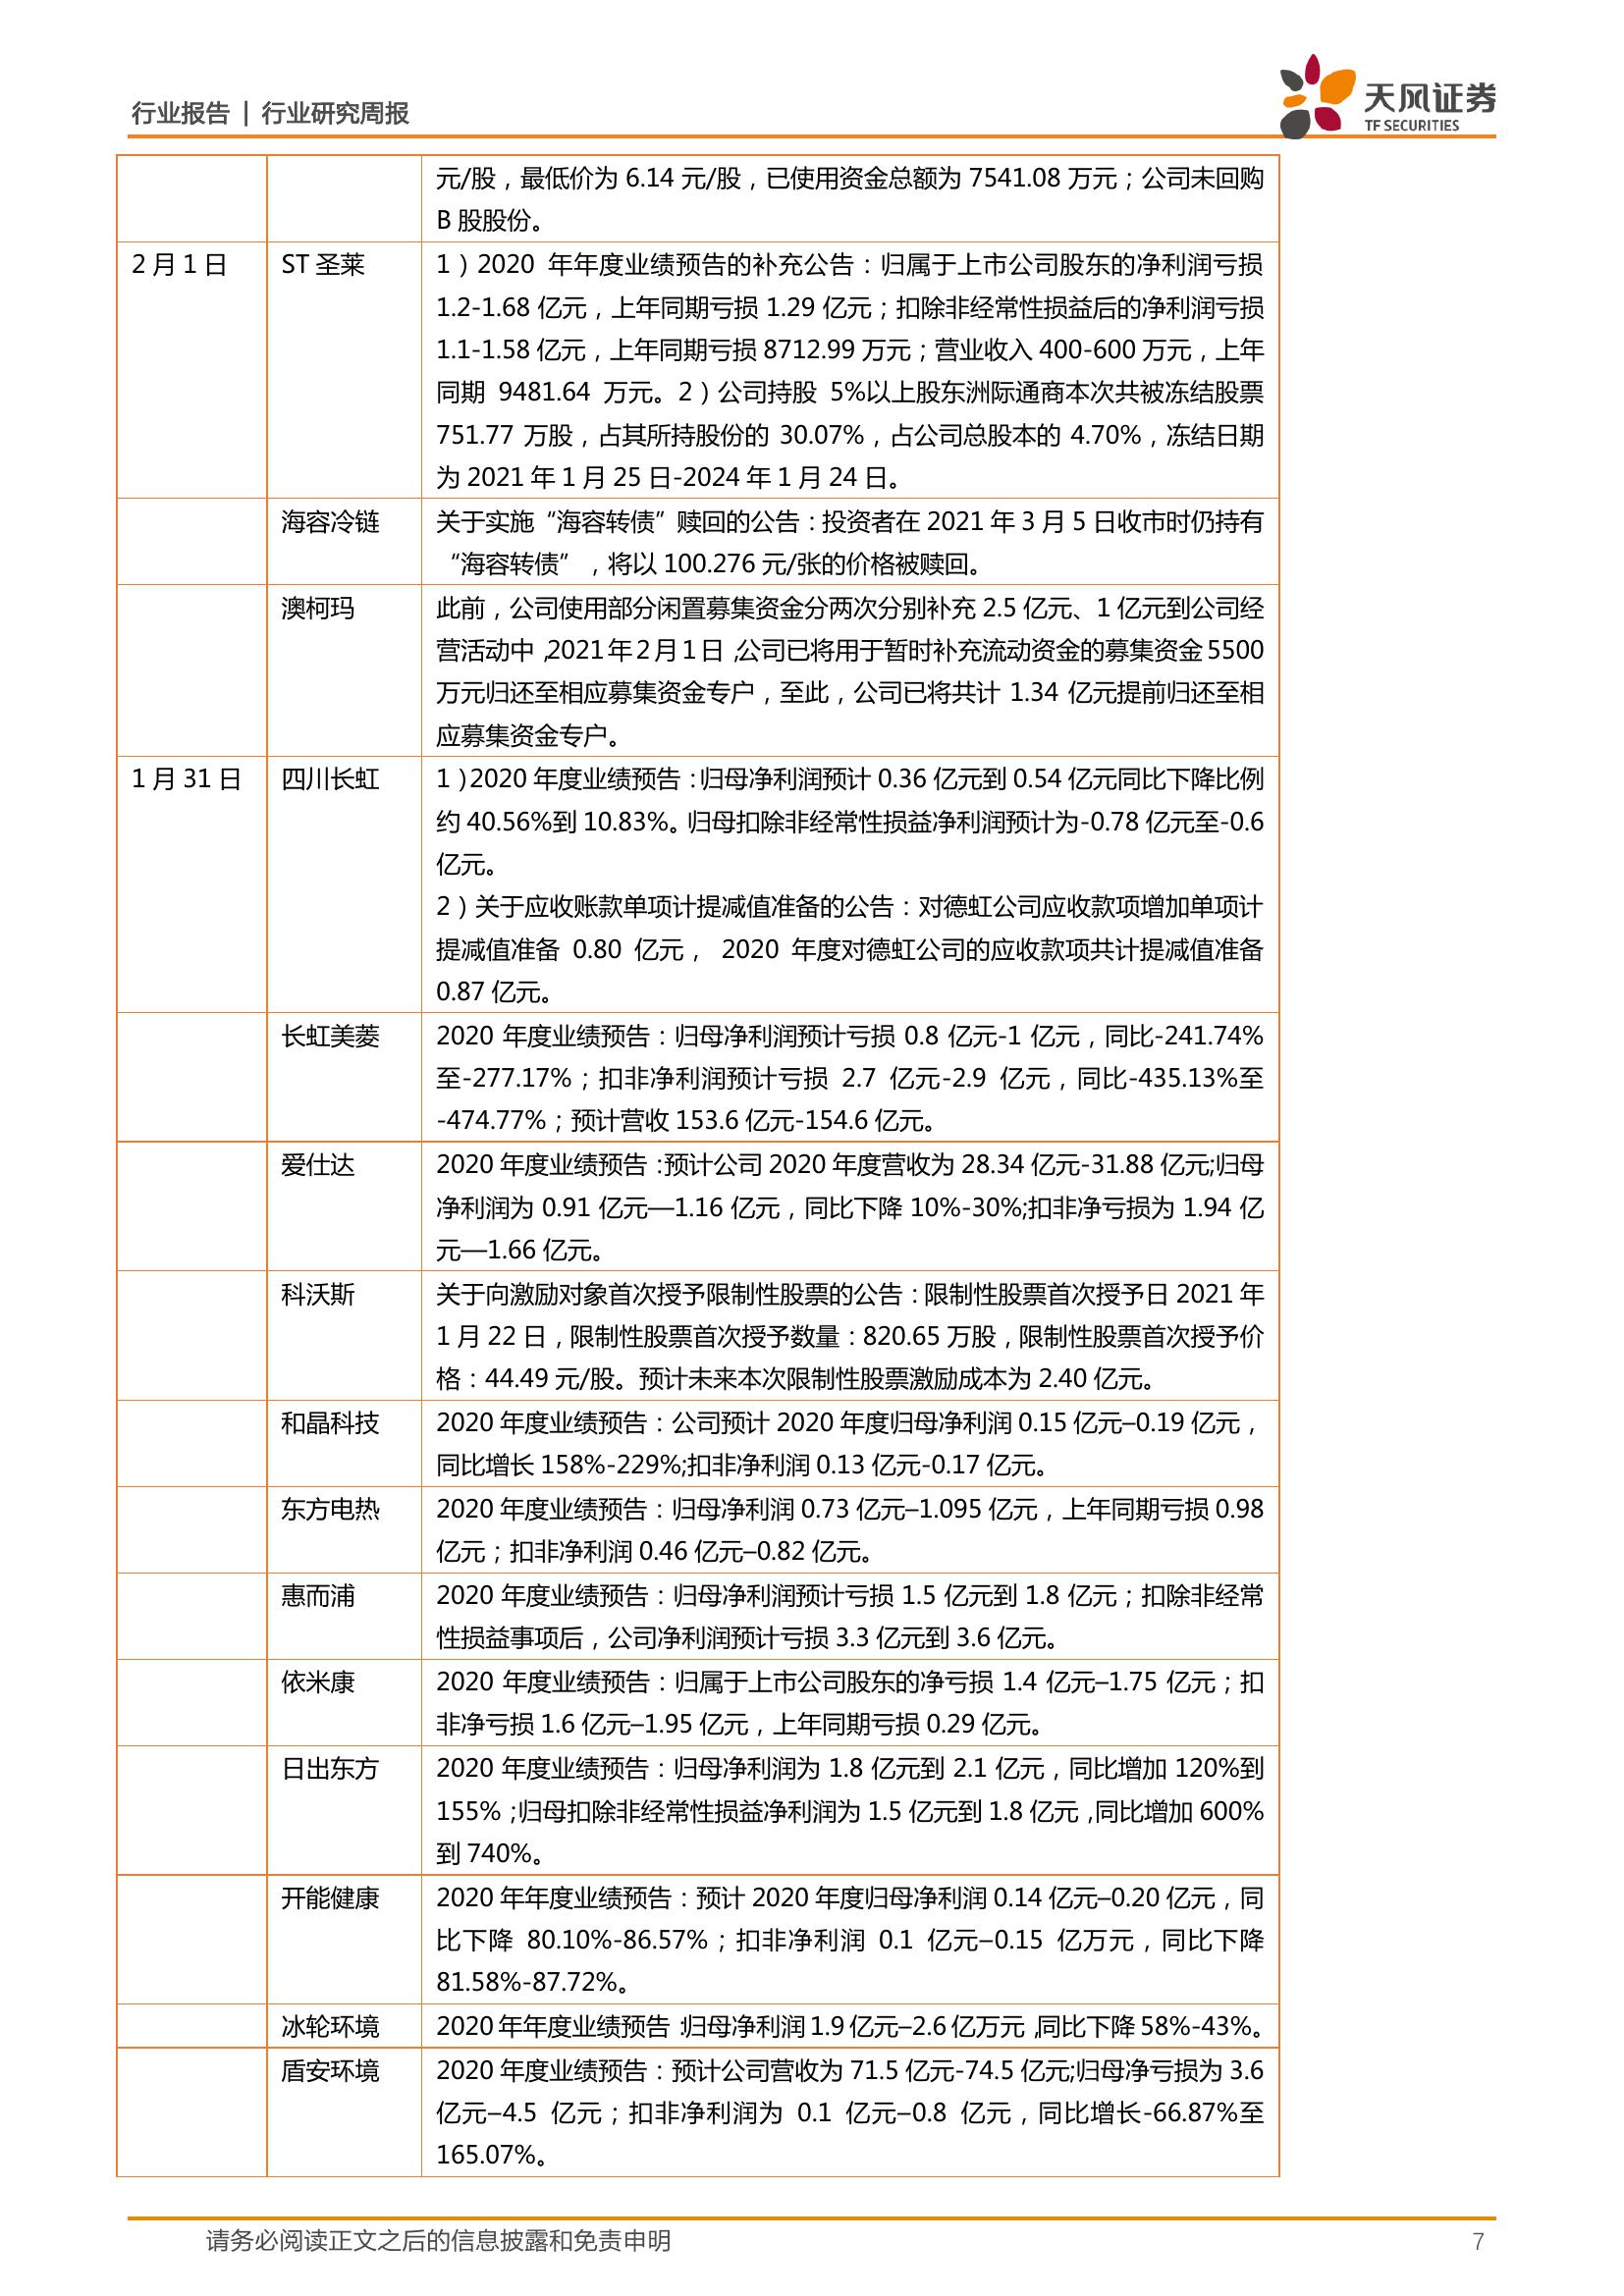 行业报告 | 行业研究周报
天风证券
TF SECURITIES
元/股，最低价为 6.14 元/股，已使用资金总额为 7541.08 万元；公司未回购
B 股股份。
2 月 1 日
ST 圣莱
1）2020 年年度业绩预告的补充公告：归属于上市公司股东的净利润亏损
1.2-1.68 亿元，上年同期亏损 1.29 亿元；扣除非经常性损益后的净利润亏损
1.1-1.58 亿元，上年同期亏损 8712.99 万元；营业收入 400-600 万元，上年
同期 9481.64 万元。2）公司持股 5%以上股东洲际通商本次共被冻结股票
751.77 万股，占其所持股份的 30.07%，占公司总股本的 4.70%，冻结日期
为 2021 年 1 月 25 日-2024 年 1 月 24 日。
海容冷链
关于实施“海容转债”赎回的公告：投资者在 2021 年 3 月 5 日收市时仍持有
“海容转债”，将以 100.276 元/张的价格被赎回。
澳柯玛
此前，公司使用部分闲置募集资金分两次分别补充 2.5 亿元、1 亿元到公司经
营活动中，2021 年 2 月 1 日，公司已将用于暂时补充流动资金的募集资金 5500
万元归还至相应募集资金专户，至此，公司已将共计 1.34 亿元提前归还至相
应募集资金专户。
1 月 31 日
四川长虹
1）2020 年度业绩预告：归母净利润预计 0.36 亿元到 0.54 亿元同比下降比例
约 40.56%到 10.83%。归母扣除非经常性损益净利润预计为-0.78 亿元至-0.6
亿元。
2）关于应收账款单项计提减值准备的公告：对德虹公司应收款项增加单项计
提减值准备 0.80 亿元， 2020 年度对德虹公司的应收款项共计提减值准备
0.87 亿元。
长虹美菱
2020 年度业绩预告：归母净利润预计亏损 0.8 亿元-1 亿元，同比-241.74%
至-277.17%；扣非净利润预计亏损 2.7 亿元-2.9 亿元，同比-435.13%至
-474.77%；预计营收 153.6 亿元-154.6 亿元。
爱仕达
2020 年度业绩预告：预计公司 2020 年度营收为 28.34 亿元-31.88 亿元;归母
净利润为 0.91 亿元—1.16 亿元，同比下降 10%-30%;扣非净亏损为 1.94 亿
元—1.66 亿元。
科沃斯
关于向激励对象首次授予限制性股票的公告：限制性股票首次授予日 2021 年
1 月 22 日，限制性股票首次授予数量：820.65 万股，限制性股票首次授予价
格：44.49 元/股。预计未来本次限制性股票激励成本为 2.40 亿元。
和晶科技
2020 年度业绩预告：公司预计 2020 年度归母净利润 0.15 亿元–0.19 亿元，
同比增长 158%-229%;扣非净利润 0.13 亿元-0.17 亿元。
东方电热
2020 年度业绩预告：归母净利润 0.73 亿元–1.095 亿元，上年同期亏损 0.98
亿元；扣非净利润 0.46 亿元–0.82 亿元。
惠而浦
2020 年度业绩预告：归母净利润预计亏损 1.5 亿元到 1.8 亿元；扣除非经常
性损益事项后，公司净利润预计亏损 3.3 亿元到 3.6 亿元。
依米康
2020 年度业绩预告：归属于上市公司股东的净亏损 1.4 亿元–1.75 亿元；扣
非净亏损 1.6 亿元–1.95 亿元，上年同期亏损 0.29 亿元。
日出东方
2020 年度业绩预告：归母净利润为 1.8 亿元到 2.1 亿元，同比增加 120%到
155%；归母扣除非经常性损益净利润为 1.5 亿元到 1.8 亿元，同比增加 600%
到 740%。
开能健康
2020 年年度业绩预告：预计 2020 年度归母净利润 0.14 亿元–0.20 亿元，同
比下降 80.10%-86.57%；扣非净利润 0.1 亿元–0.15 亿万元，同比下降
81.58%-87.72%。
冰轮环境
2020 年年度业绩预告：归母净利润 1.9 亿元–2.6 亿万元，同比下降 58%-43%。
盾安环境
2020 年度业绩预告：预计公司营收为 71.5 亿元-74.5 亿元;归母净亏损为 3.6
亿元–4.5 亿元；扣非净利润为 0.1 亿元–0.8 亿元，同比增长-66.87%至
165.07%。
请务必阅读正文之后的信息披露和免责申明
7